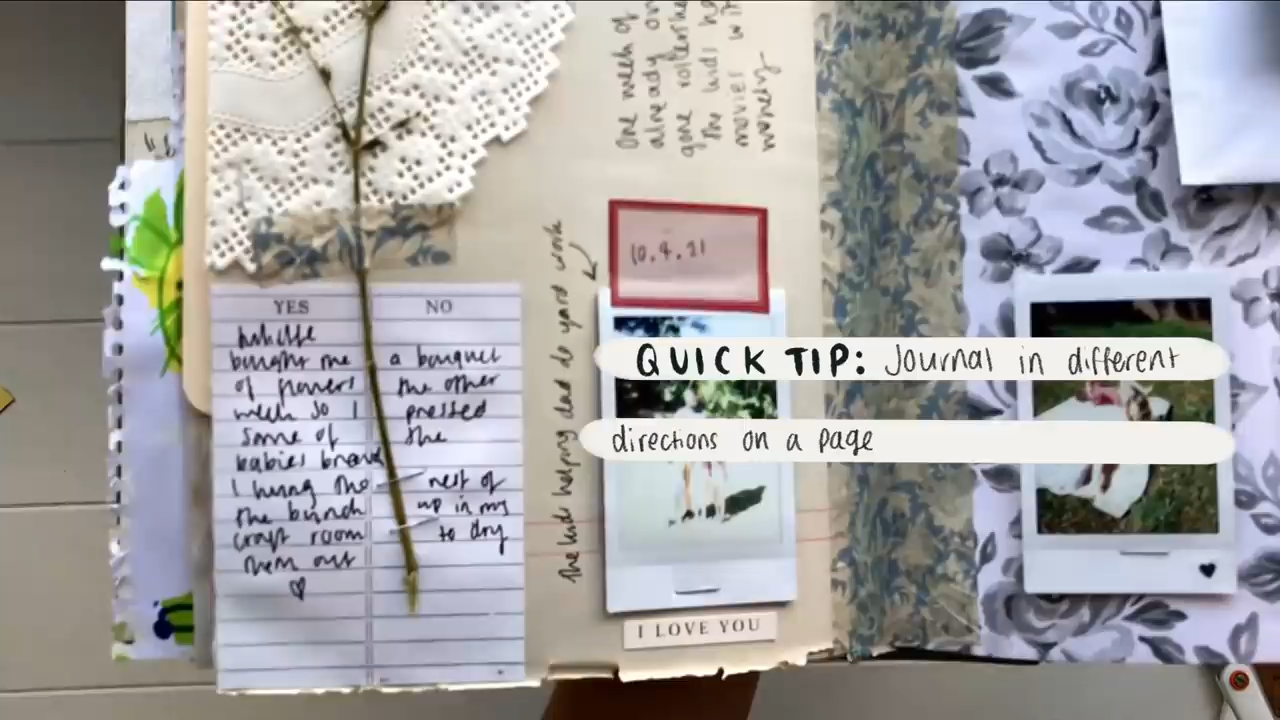 One week of
already on
gone
The kids
movies
money
10.4.21
The kids helping dad do yard work
YES NO
bought me a bouquet
of flowers the other
week so I pressed
some of the
babies
I hung the rest of
the bunch up in my
craft room to dry
them out
QUICK TIP: Journal in different
directions on a page
I LOVE YOU